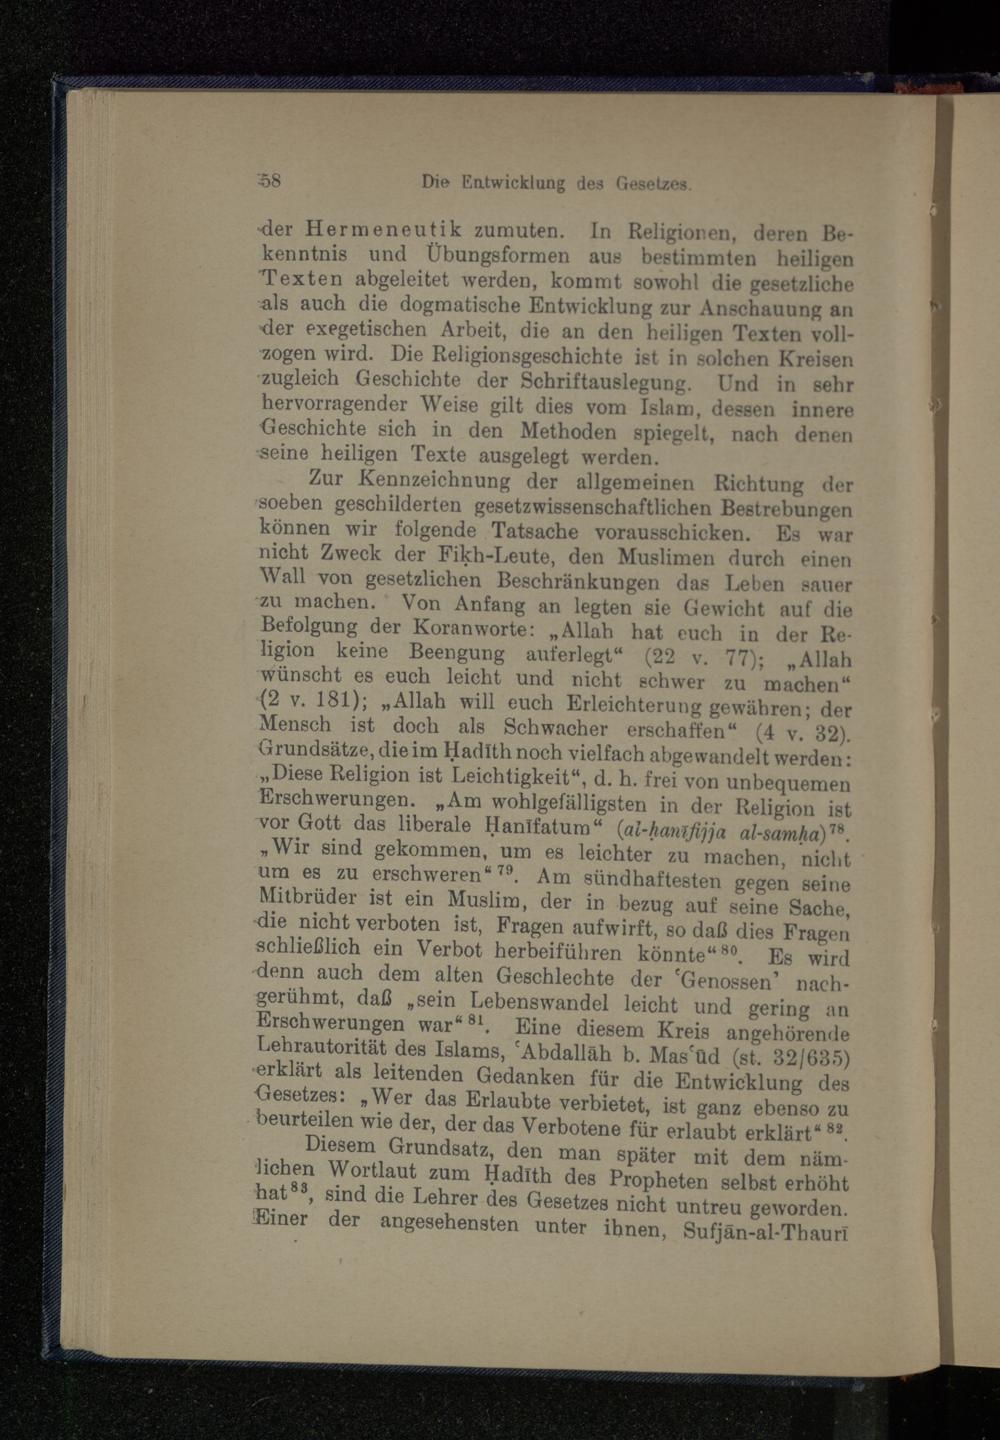 58 Die Entwicklung des Gesetzes.
der Hermeneutik zumuten. In Religionen, deren Be-
kenntnis und Übungsformen aus bestimmten heiligen
Texten abgeleitet werden, kommt sowohl die gesetzliche
als auch die dogmatische Entwicklung zur Anschauung an
der exegetischen Arbeit, die an den heiligen Texten voll-
zogen wird. Die Religionsgeschichte ist in solchen Kreisen
zugleich Geschichte der Schriftauslegung. Und in sehr
hervorragender Weise gilt dies vom Islam, dessen innere
Geschichte sich in den Methoden spiegelt, nach denen
seine heiligen Texte ausgelegt werden.
Zur Kennzeichnung der allgemeinen Richtung der
soeben geschilderten gesetzwissenschaftlichen Bestrebungen
können wir folgende Tatsache vorausschicken. Es war
nicht Zweck der Fiḳh-Leute, den Muslimen durch einen
Wall von gesetzlichen Beschränkungen das Leben sauer
zu machen. Von Anfang an legten sie Gewicht auf die
Befolgung der Koranworte: „Allah hat euch in der Re-
ligion keine Beengung auferlegt“ (22 v. 77); „Allah
wünscht es euch leicht und nicht schwer zu machen“
(2 v. 181); „Allah will euch Erleichterung gewähren; der
Mensch ist doch als Schwacher erschaffen“ (4 v. 32).
Grundsätze, die im Ḥadīth noch vielfach abgewandelt werden:
„Diese Religion ist Leichtigkeit“, d. h. frei von unbequemen
Erschwerungen. „Am wohlgefälligsten in der Religion ist
vor Gott das liberale Ḥanīfatum“ (al-ḥanīfijja al-samḥa)⁷⁸.
„Wir sind gekommen, um es leichter zu machen, nicht
um es zu erschweren“⁷⁹. Am sündhaftesten gegen seine
Mitbrüder ist ein Muslim, der in bezug auf seine Sache,
die nicht verboten ist, Fragen aufwirft, so daß dies Fragen
schließlich ein Verbot herbeiführen könnte“⁸⁰. Es wird
denn auch dem alten Geschlechte der ‘Genossen’ nach-
gerühmt, daß „sein Lebenswandel leicht und gering an
Erschwerungen war“⁸¹. Eine diesem Kreis angehörende
Lehrautorität des Islams, ‘Abdallāh b. Mas‘ūd (st. 32/635)
erklärt als leitenden Gedanken für die Entwicklung des
Gesetzes: „Wer das Erlaubte verbietet, ist ganz ebenso zu
beurteilen wie der, der das Verbotene für erlaubt erklärt“⁸².
Diesem Grundsatz, den man später mit dem näm-
lichen Wortlaut zum Ḥadīth des Propheten selbst erhöht
hat⁸³, sind die Lehrer des Gesetzes nicht untreu geworden.
Einer der angesehensten unter ihnen, Sufjān-al-Thaurī